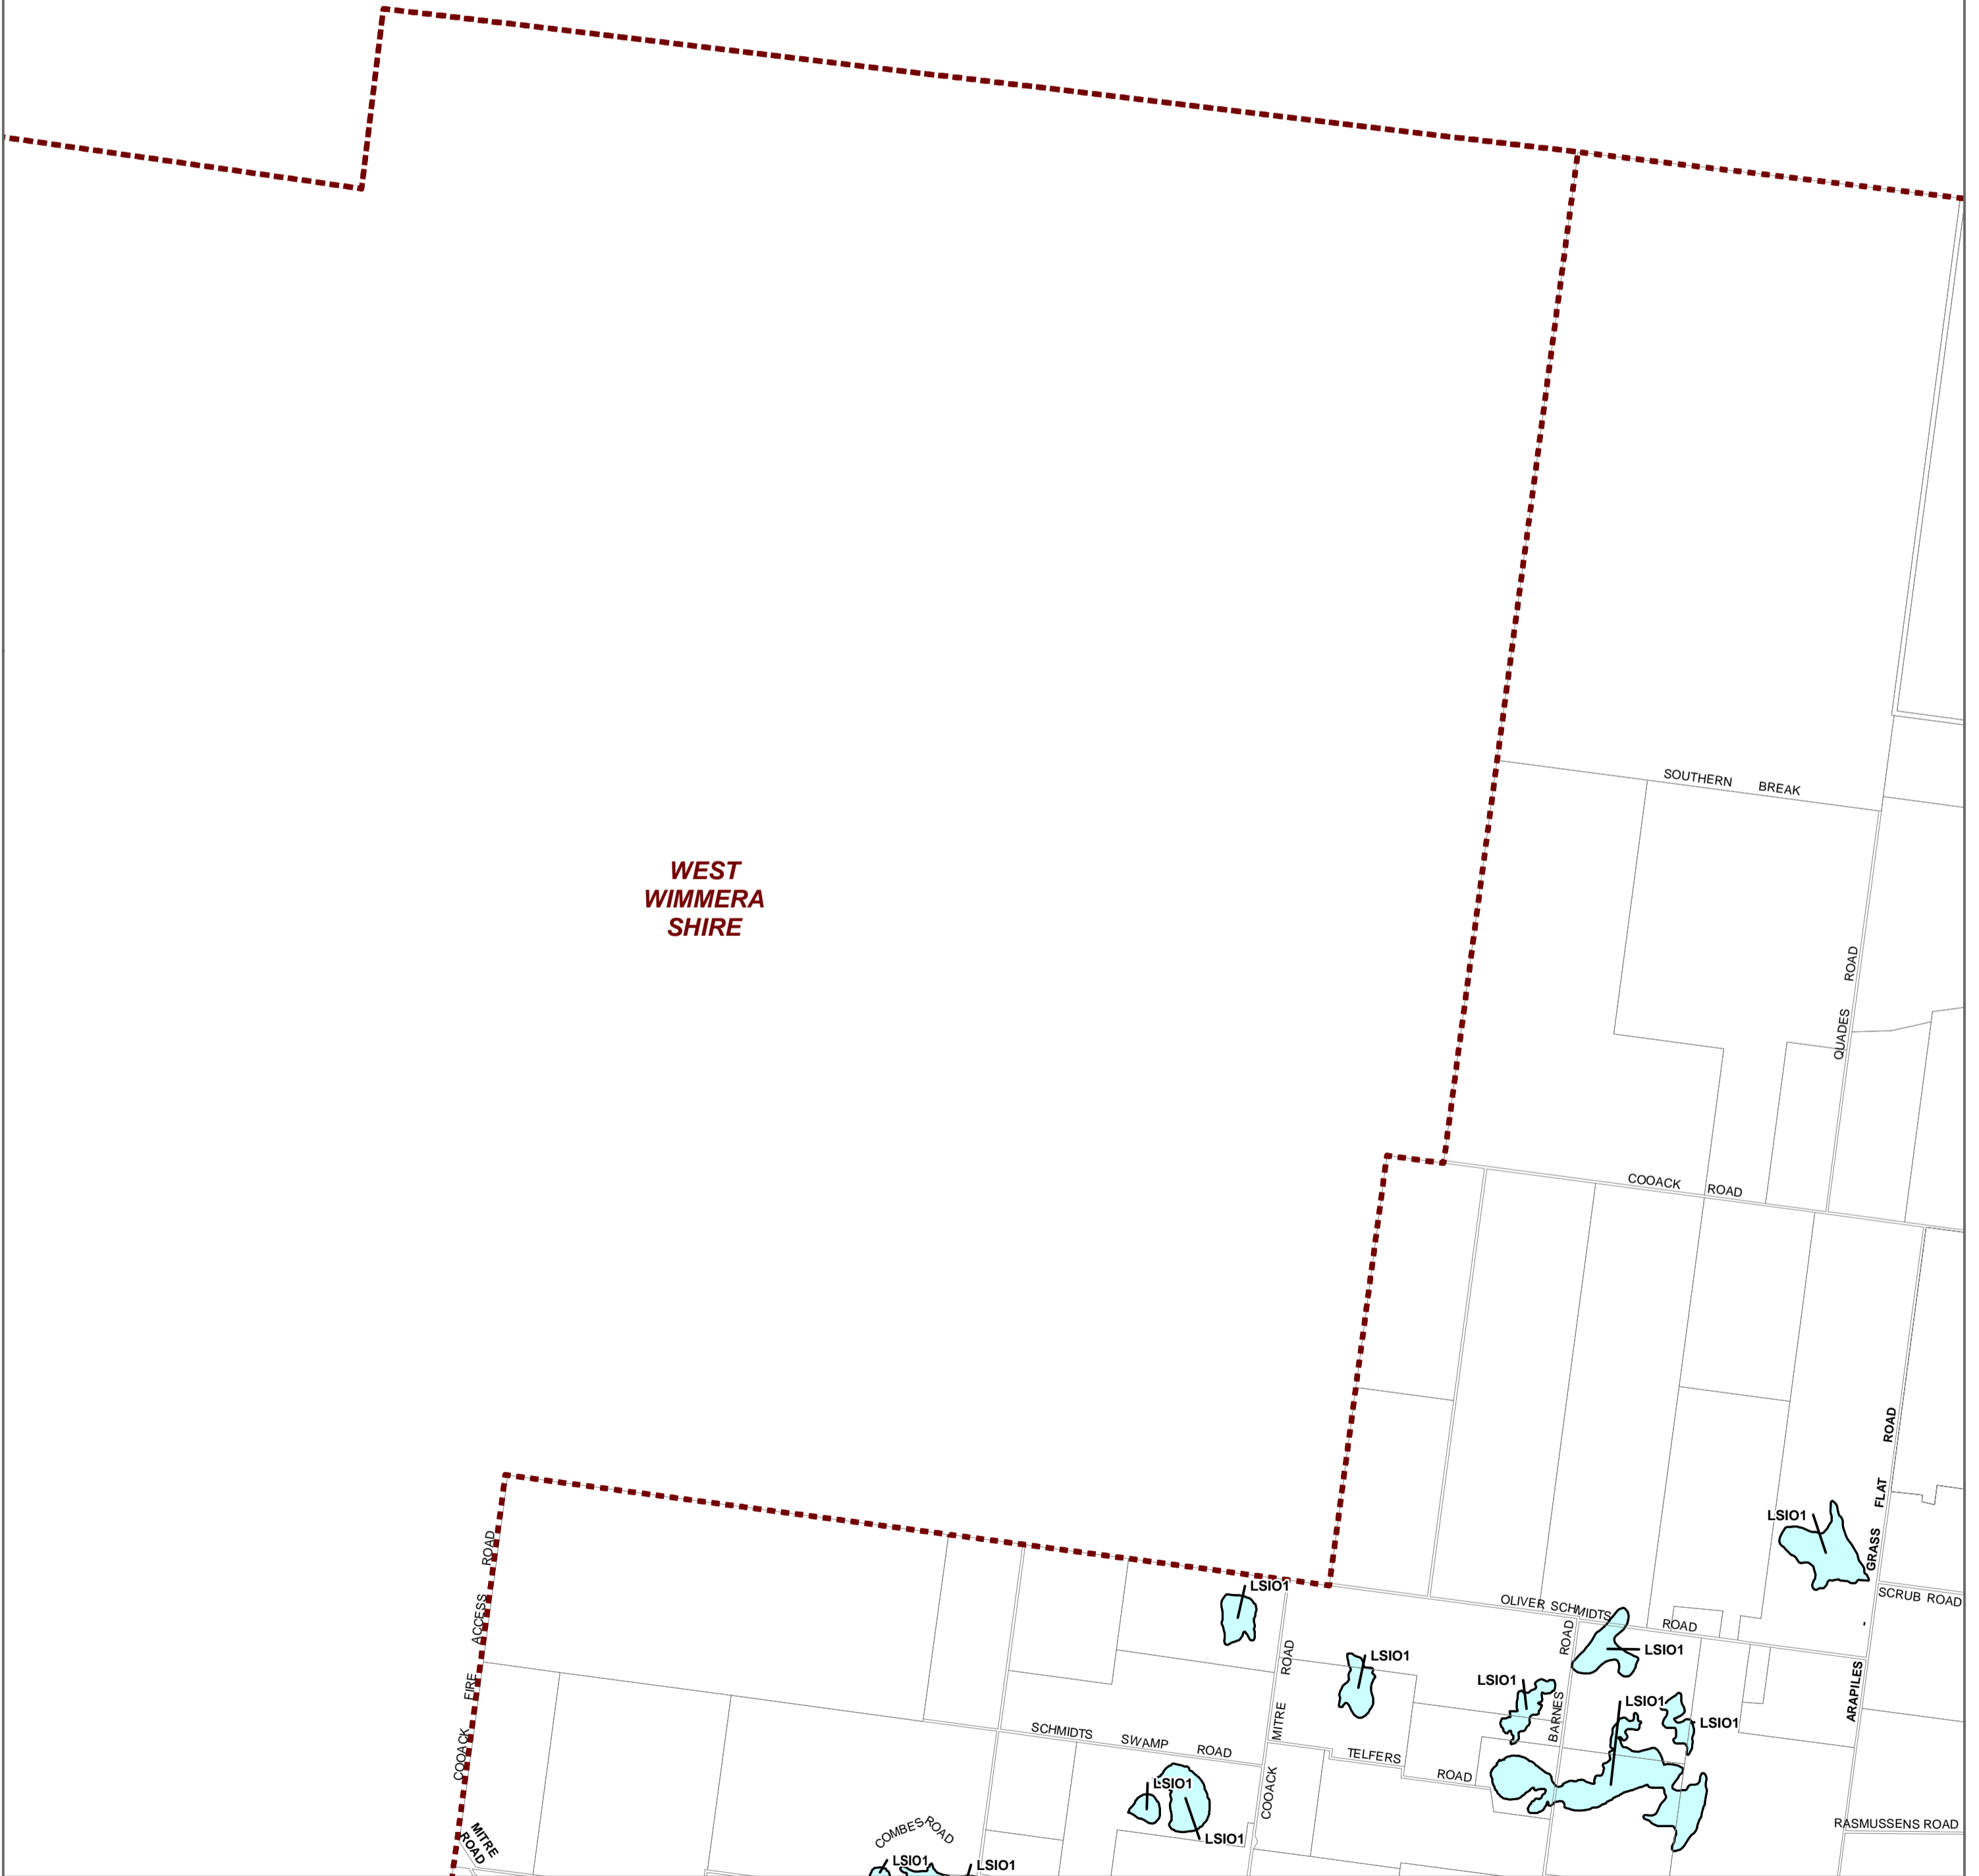 SOUTHERN BREAK
WEST
WIMMERA
SHIRE
QUADES ROAD
COOACK ROAD
ARAPILES - GRASS FLAT ROAD
LSIO1
COOACK FIRE ACCESS ROAD
LSIO1
SCRUB ROAD
OLIVER SCHMIDTS ROAD
LSIO1
LSIO1
LSIO1
BARNES ROAD
COOACK MITRE ROAD
LSIO1
LSIO1
SCHMIDTS SWAMP ROAD
TELFERS ROAD
LSIO1
RASMUSSENS ROAD
COMBES ROAD
LSIO1
MITRE
ROAD
LSIO1
LSIO1